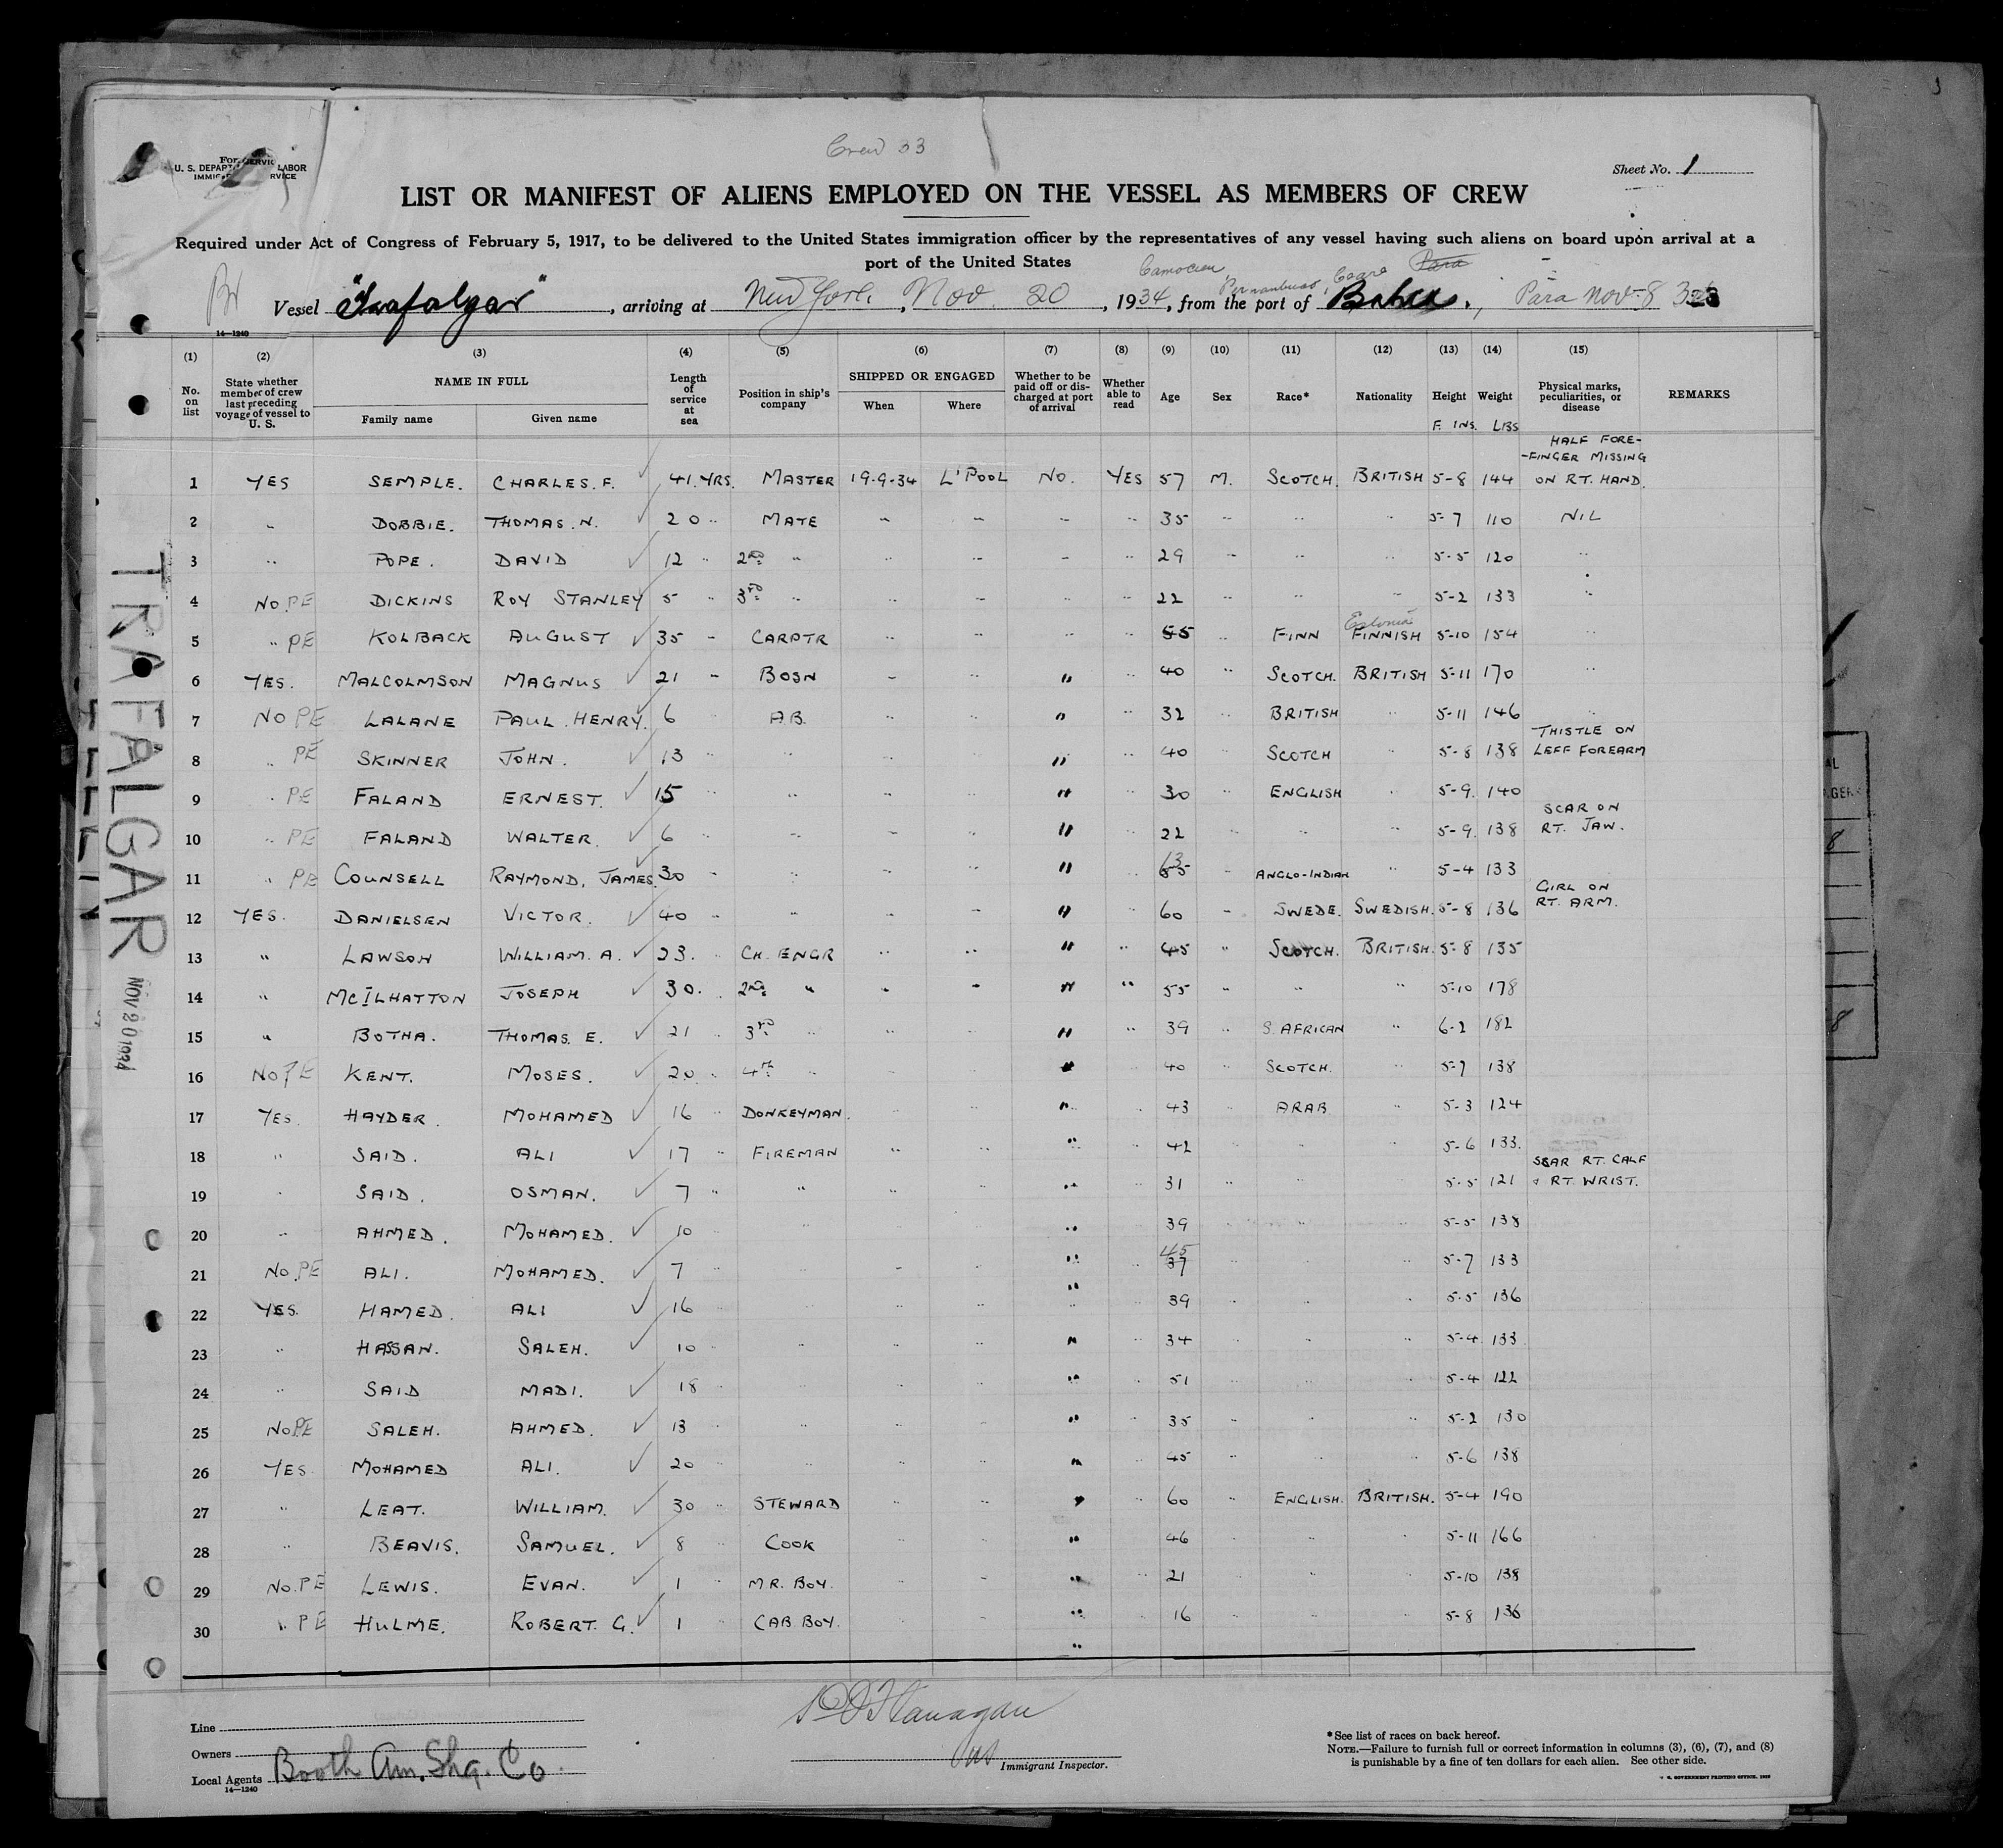 Crew 33
U. S. DEPARTMENT LABOR
Sheet No. 1
LIST OR MANIFEST OF ALIENS EMPLOYED ON THE VESSEL AS MEMBERS OF CREW
Required under Act of Congress of February 5, 1917, to be delivered to the United States immigration officer by the representatives of any vessel having such aliens on board upon arrival at a
port of the United States
Camocim, Pernambuco, Ceara Para
Br Vessel "Trafalgar", arriving at New York, Nov. 20, 1934, from the port of Bahia, Para Nov-8
14—1240
(1) (2) (3) (4) (5) (6) (7) (8) (9) (10) (11) (12) (13) (14) (15)
No. on list State whether member of crew last preceding voyage of vessel to U. S. NAME IN FULL Family name Given name Length of service at sea Position in ship's company SHIPPED OR ENGAGED When Where Whether to be paid off or discharged at port of arrival Whether able to read Age Sex Race* Nationality Height Weight Physical marks, peculiarities, or disease REMARKS
F. INS. LBS
1 YES SEMPLE. CHARLES. F. 41. YRS. MASTER 19-9-34 L'POOL NO. YES 57 M. SCOTCH. BRITISH 5-8 144 HALF FORE-FINGER MISSING ON RT. HAND.
2 " DOBBIE. THOMAS. N. 20 " MATE " " " " 35 " " " 5-7 110 NIL
3 " POPE. DAVID 12 " 2ND " " " " " 29 " " " 5-5 120 "
4 NO.PE DICKINS ROY STANLEY 5 " 3RD " " " " " 22 " " " 5-2 133 "
5 " PE KOLBACK AUGUST 35 " CARPTR " " " " 55 " FINN Estonia FINNISH 5-10 154 "
6 YES. MALCOLMSON MAGNUS 21 " BOSN " " " " 40 " SCOTCH. BRITISH 5-11 170 "
7 NO PE LALANE PAUL. HENRY. 6 A.B. " " " " 32 " BRITISH " 5-11 146 "
8 " PE SKINNER JOHN. 13 " " " " " " 40 " SCOTCH " 5-8 138 THISTLE ON LEFF FOREARM
9 " PE FALAND ERNEST. 15 " " " " " " 30 " ENGLISH " 5-9. 140
10 " PE FALAND WALTER. 6 " " " " " " 22 " " " 5-9. 138 SCAR ON RT. JAW.
11 " PE COUNSELL RAYMOND, JAMES. 30 " " " " " " 63 55 " ANGLO-INDIAN " 5-4 133
12 YES. DANIELSEN VICTOR. 40 " " " " " " 60 " SWEDE. SWEDISH. 5-8 136 GIRL ON RT. ARM.
13 " LAWSON WILLIAM. A. 23. " CH. ENGR " " " " 45 " SCOTCH. BRITISH. 5-8 135
14 " MCILHATTON JOSEPH 30. " 2ND " " " " " 55 " " " 5-10 178
15 " BOTHA. THOMAS. E. 21 " 3RD " " " " " 39 " S. AFRICAN " 6-2 182
16 NO PE KENT. MOSES. 20 " 4TH " " " " " 40 " SCOTCH. " 5-7 138
17 YES. HAYDER. MOHAMED 16 " DONKEYMAN. " " " " 43 " ARAB " 5-3 124
18 " SAID. ALI 17 " FIREMAN " " " " 42 " " " 5-6 133.
19 " SAID. OSMAN. 7 " " " " " " 31 " " " 5-5 121 SCAR RT. CALF & RT. WRIST.
20 " AHMED. MOHAMED. 10 " " " " " " 39 " " " 5-5 138
21 NO.PE ALI. MOHAMED. 7 " " " " " " 45 37 " " " 5-7 133
22 YES. HAMED. ALI 16 " " " " " " 39 " " " 5-5 136
23 " HASSAN. SALEH. 10 " " " " " " 34 " " " 5-4. 133
24 " SAID MADI. 18 " " " " " " 51 " " " 5-4 122
25 NO.PE SALEH. AHMED. 13 " " " " " " 35 " " " 5-2 130
26 YES MOHAMED ALI. 20 " " " " " " 45 " " " 5-6 138
27 " LEAT. WILLIAM. 30 " STEWARD " " " " 60 " ENGLISH. BRITISH. 5-4 190
28 " BEAVIS. SAMUEL. 8 " COOK " " " " 46 " " " 5-11 166
29 NO.PE LEWIS. EVAN. 1 " MR. BOY. " " " " 21 " " " 5-10 138
30 " PE HULME. ROBERT. G. 1 " CAB. BOY. " " " " 16 " " " 5-8 136
TRAFALGAR
NOV 20 1934
Line
Owners
Local Agents Booth Am. Shg. Co.
14—1240
Flanagan
Immigrant Inspector.
*See list of races on back hereof.
NOTE.—Failure to furnish full or correct information in columns (3), (6), (7), and (8)
is punishable by a fine of ten dollars for each alien. See other side.
U. S. GOVERNMENT PRINTING OFFICE.